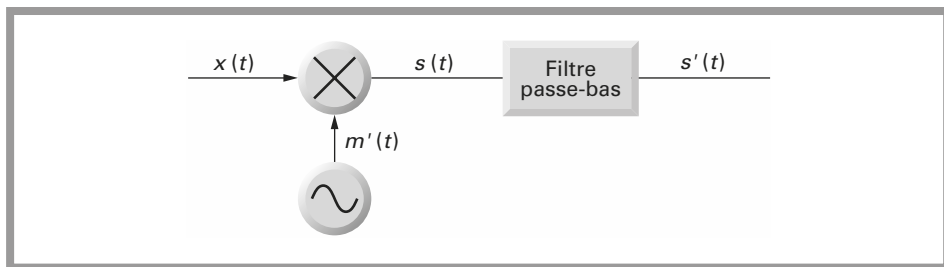 x (t)
s (t)
Filtre
passe-bas
s' (t)
m' (t)